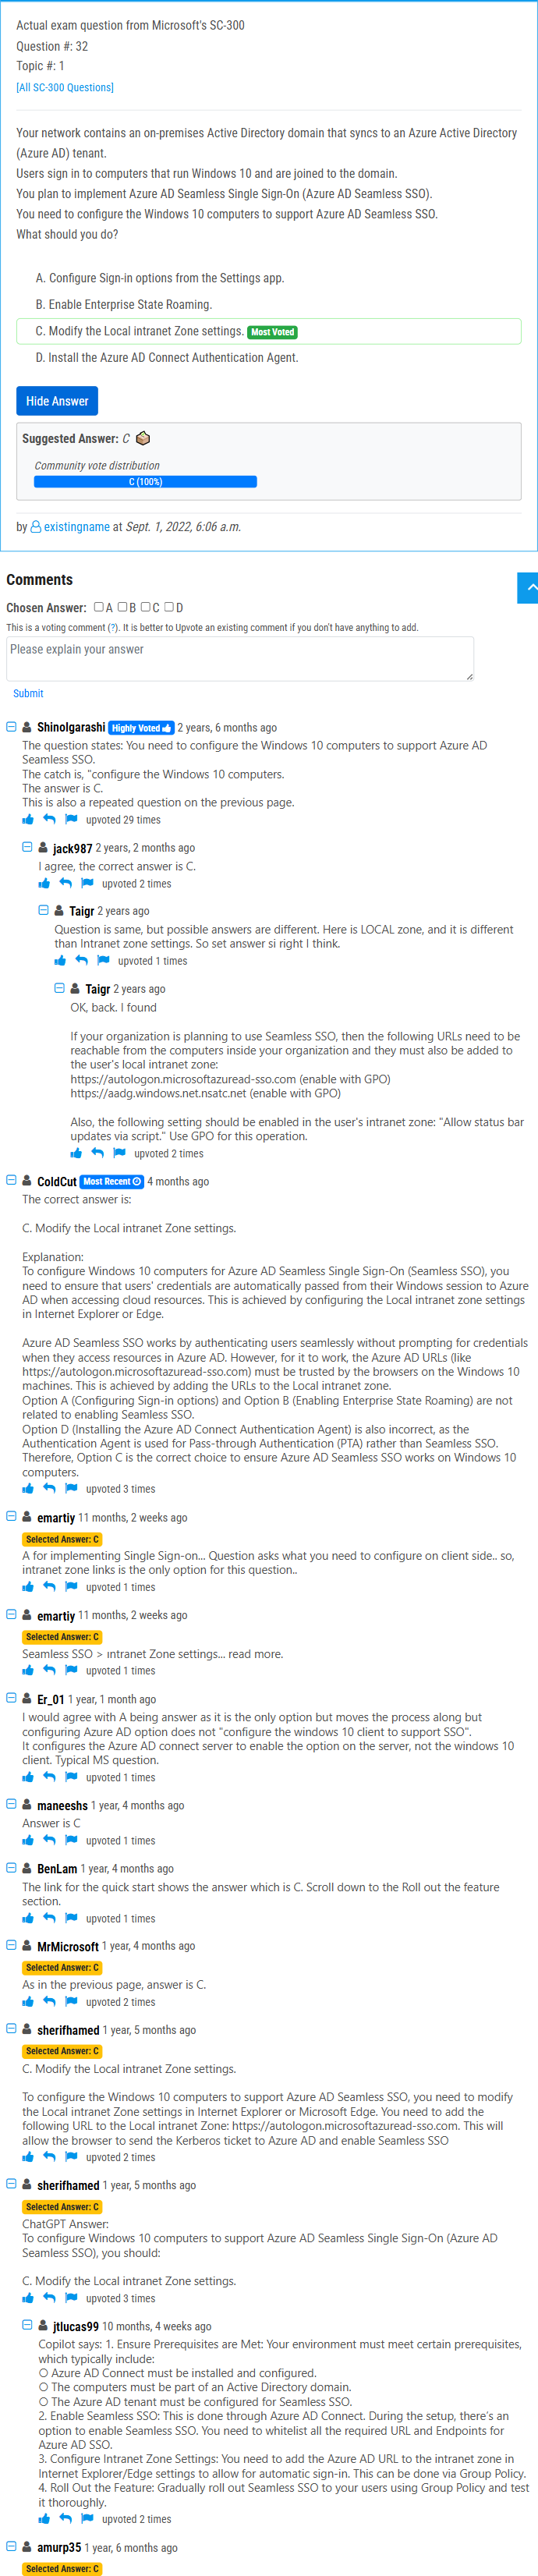 Actual exam question from Microsoft's SC-300
Question #: 32
Topic #: 1
[All SC-300 Questions]
Your network contains an on-premises Active Directory domain that syncs to an Azure Active Directory
(Azure AD) tenant.
Users sign in to computers that run Windows 10 and are joined to the domain.
You plan to implement Azure AD Seamless Single Sign-On (Azure AD Seamless SSO).
You need to configure the Windows 10 computers to support Azure AD Seamless SSO.
What should you do?
A. Configure Sign-in options from the Settings app.
B. Enable Enterprise State Roaming.
C. Modify the Local intranet Zone settings. Most Voted
D. Install the Azure AD Connect Authentication Agent.
Hide Answer
Suggested Answer: C
Community vote distribution
C (100%)
by existingname at Sept. 1, 2022, 6:06 a.m.
Comments
Chosen Answer: A B C D
This is a voting comment (?). It is better to Upvote an existing comment if you don't have anything to add.
Please explain your answer
Submit
ShinoIgarashi Highly Voted 2 years, 6 months ago
The question states: You need to configure the Windows 10 computers to support Azure AD
Seamless SSO.
The catch is, "configure the Windows 10 computers.
The answer is C.
This is also a repeated question on the previous page.
upvoted 29 times
jack987 2 years, 2 months ago
I agree, the correct answer is C.
upvoted 2 times
Taigr 2 years ago
Question is same, but possible answers are different. Here is LOCAL zone, and it is different
than Intranet zone settings. So set answer si right I think.
upvoted 1 times
Taigr 2 years ago
OK, back. I found
If your organization is planning to use Seamless SSO, then the following URLs need to be
reachable from the computers inside your organization and they must also be added to
the user's local intranet zone:
https://autologon.microsoftazuread-sso.com (enable with GPO)
https://aadg.windows.net.nsatc.net (enable with GPO)
Also, the following setting should be enabled in the user's intranet zone: "Allow status bar
updates via script." Use GPO for this operation.
upvoted 2 times
ColdCut Most Recent 4 months ago
The correct answer is:
C. Modify the Local intranet Zone settings.
Explanation:
To configure Windows 10 computers for Azure AD Seamless Single Sign-On (Seamless SSO), you
need to ensure that users' credentials are automatically passed from their Windows session to Azure
AD when accessing cloud resources. This is achieved by configuring the Local intranet zone settings
in Internet Explorer or Edge.
Azure AD Seamless SSO works by authenticating users seamlessly without prompting for credentials
when they access resources in Azure AD. However, for it to work, the Azure AD URLs (like
https://autologon.microsoftazuread-sso.com) must be trusted by the browsers on the Windows 10
machines. This is achieved by adding the URLs to the Local intranet zone.
Option A (Configuring Sign-in options) and Option B (Enabling Enterprise State Roaming) are not
related to enabling Seamless SSO.
Option D (Installing the Azure AD Connect Authentication Agent) is also incorrect, as the
Authentication Agent is used for Pass-through Authentication (PTA) rather than Seamless SSO.
Therefore, Option C is the correct choice to ensure Azure AD Seamless SSO works on Windows 10
computers.
upvoted 3 times
emartiy 11 months, 2 weeks ago
Selected Answer: C
A for implementing Single Sign-on... Question asks what you need to configure on client side.. so,
intranet zone links is the only option for this question..
upvoted 1 times
emartiy 11 months, 2 weeks ago
Selected Answer: C
Seamless SSO > ıntranet Zone settings... read more.
upvoted 1 times
Er_01 1 year, 1 month ago
I would agree with A being answer as it is the only option but moves the process along but
configuring Azure AD option does not "configure the windows 10 client to support SSO".
It configures the Azure AD connect server to enable the option on the server, not the windows 10
client. Typical MS question.
upvoted 1 times
maneeshs 1 year, 4 months ago
Answer is C
upvoted 1 times
BenLam 1 year, 4 months ago
The link for the quick start shows the answer which is C. Scroll down to the Roll out the feature
section.
upvoted 1 times
MrMicrosoft 1 year, 4 months ago
Selected Answer: C
As in the previous page, answer is C.
upvoted 2 times
sherifhamed 1 year, 5 months ago
Selected Answer: C
C. Modify the Local intranet Zone settings.
To configure the Windows 10 computers to support Azure AD Seamless SSO, you need to modify
the Local intranet Zone settings in Internet Explorer or Microsoft Edge. You need to add the
following URL to the Local intranet Zone: https://autologon.microsoftazuread-sso.com. This will
allow the browser to send the Kerberos ticket to Azure AD and enable Seamless SSO
upvoted 2 times
sherifhamed 1 year, 5 months ago
Selected Answer: C
ChatGPT Answer:
To configure Windows 10 computers to support Azure AD Seamless Single Sign-On (Azure AD
Seamless SSO), you should:
C. Modify the Local intranet Zone settings.
upvoted 3 times
jtlucas99 10 months, 4 weeks ago
Copilot says: 1. Ensure Prerequisites are Met: Your environment must meet certain prerequisites,
which typically include:
O Azure AD Connect must be installed and configured.
O The computers must be part of an Active Directory domain.
O The Azure AD tenant must be configured for Seamless SSO.
2. Enable Seamless SSO: This is done through Azure AD Connect. During the setup, there's an
option to enable Seamless SSO. You need to whitelist all the required URL and Endpoints for
Azure AD SSO.
3. Configure Intranet Zone Settings: You need to add the Azure AD URL to the intranet zone in
Internet Explorer/Edge settings to allow for automatic sign-in. This can be done via Group Policy.
4. Roll Out the Feature: Gradually roll out Seamless SSO to your users using Group Policy and test
it thoroughly.
upvoted 2 times
amurp35 1 year, 6 months ago
Selected Answer: C